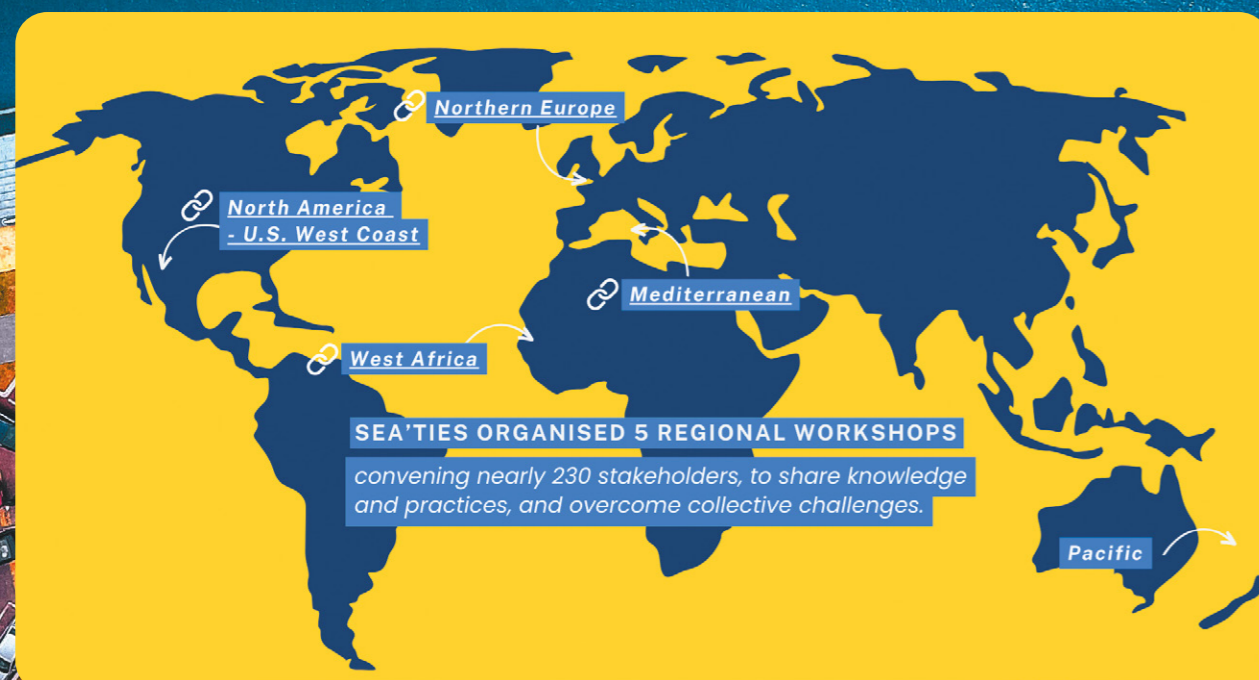 Northern Europe
North America
- U.S. West Coast
Mediterranean
West Africa
SEA'TIES ORGANISED 5 REGIONAL WORKSHOPS
convening nearly 230 stakeholders, to share knowledge
and practices, and overcome collective challenges.
Pacific